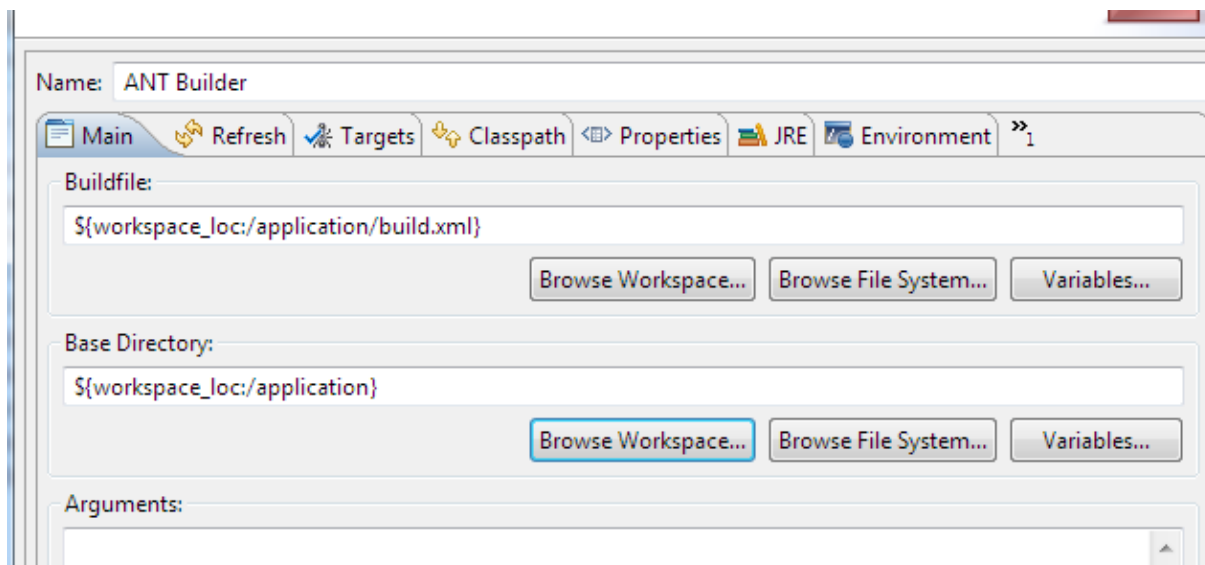 Name: ANT Builder
Main Refresh Targets Classpath Properties JRE Environment »1
Buildfile:
${workspace_loc:/application/build.xml}
Browse Workspace... Browse File System... Variables...
Base Directory:
${workspace_loc:/application}
Browse Workspace... Browse File System... Variables...
Arguments: